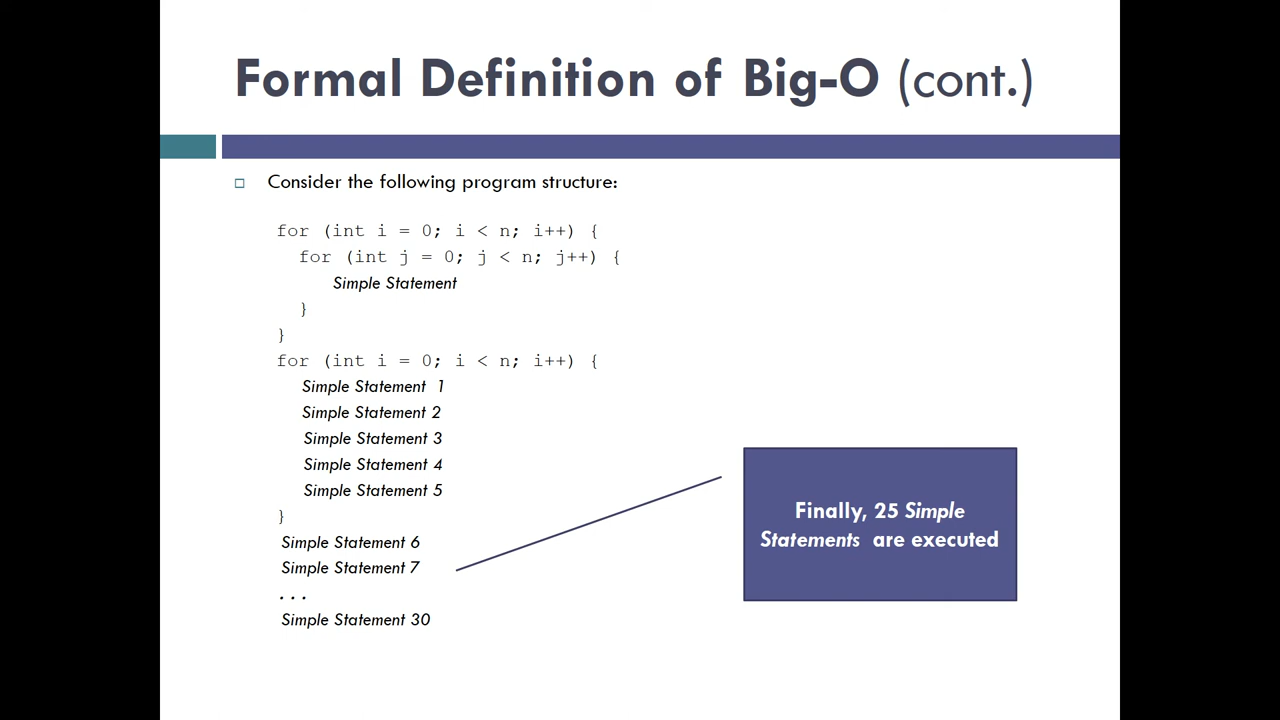 Formal Definition of Big-O (cont.)
Consider the following program structure:
for (int i = 0; i < n; i++) {
for (int j = 0; j < n; j++) {
Simple Statement
}
}
for (int i = 0; i < n; i++) {
Simple Statement 1
Simple Statement 2
Simple Statement 3
Simple Statement 4
Simple Statement 5
}
Simple Statement 6
Simple Statement 7
. . .
Simple Statement 30
Finally, 25 Simple
Statements are executed